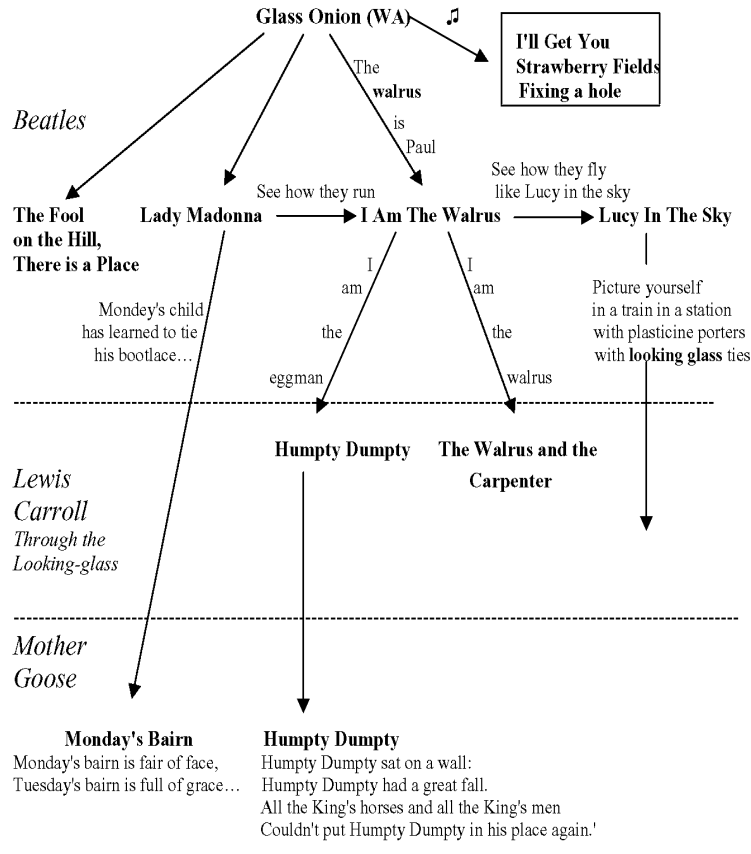 Glass Onion (WA)
♫
I'll Get You
Strawberry Fields
Fixing a hole
The
walrus
is
Paul
Beatles
See how they run
See how they fly
like Lucy in the sky
The Fool
on the Hill,
There is a Place
Lady Madonna
I Am The Walrus
Lucy In The Sky
Mondey's child
has learned to tie
his bootlace…
I
am
the
eggman
I
am
the
walrus
Picture yourself
in a train in a station
with plasticine porters
with looking glass ties
Humpty Dumpty
The Walrus and the
Carpenter
Lewis
Carroll
Through the
Looking-glass
Mother
Goose
Monday's Bairn
Monday's bairn is fair of face,
Tuesday's bairn is full of grace…
Humpty Dumpty
Humpty Dumpty sat on a wall:
Humpty Dumpty had a great fall.
All the King's horses and all the King's men
Couldn't put Humpty Dumpty in his place again.'